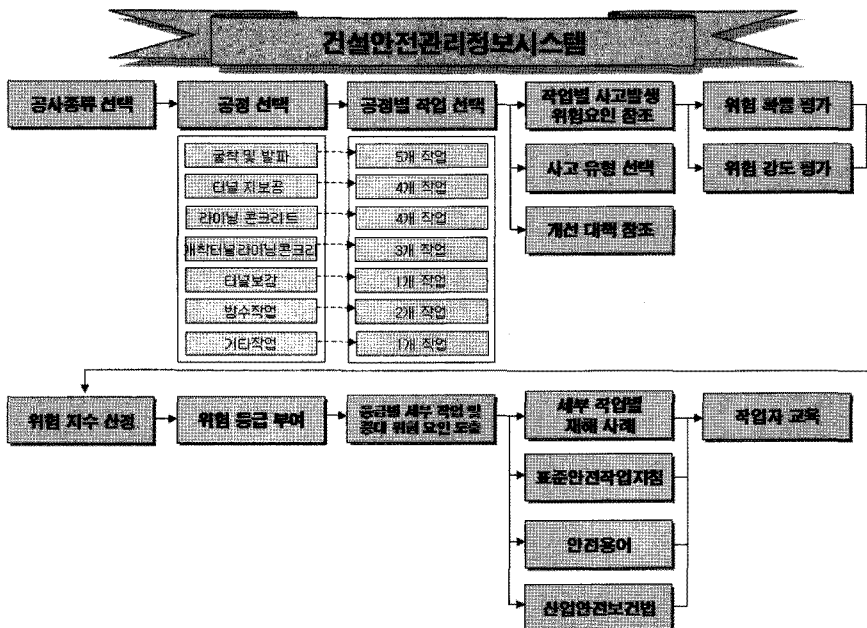 건설안전관리정보시스템
공사종류 선택
공정 선택
공정별 작업 선택
작업별 사고발생
위험요인 참조
위험 확률 평가
사고 유형 선택
위험 강도 평가
개선 대책 참조
굴착 및 발파
5개 작업
터널 지보공
4개 작업
라이닝 콘크리트
4개 작업
개착터널라이닝콘크리
3개 작업
터널보강
1개 작업
방수작업
2개 작업
기타작업
1개 작업
위험 지수 산정
위험 등급 부여
등급별 세부 작업 및
중대 위험 요인 도출
세부 작업별
재해 사례
작업자 교육
표준안전작업지침
안전용어
산업안전보건법